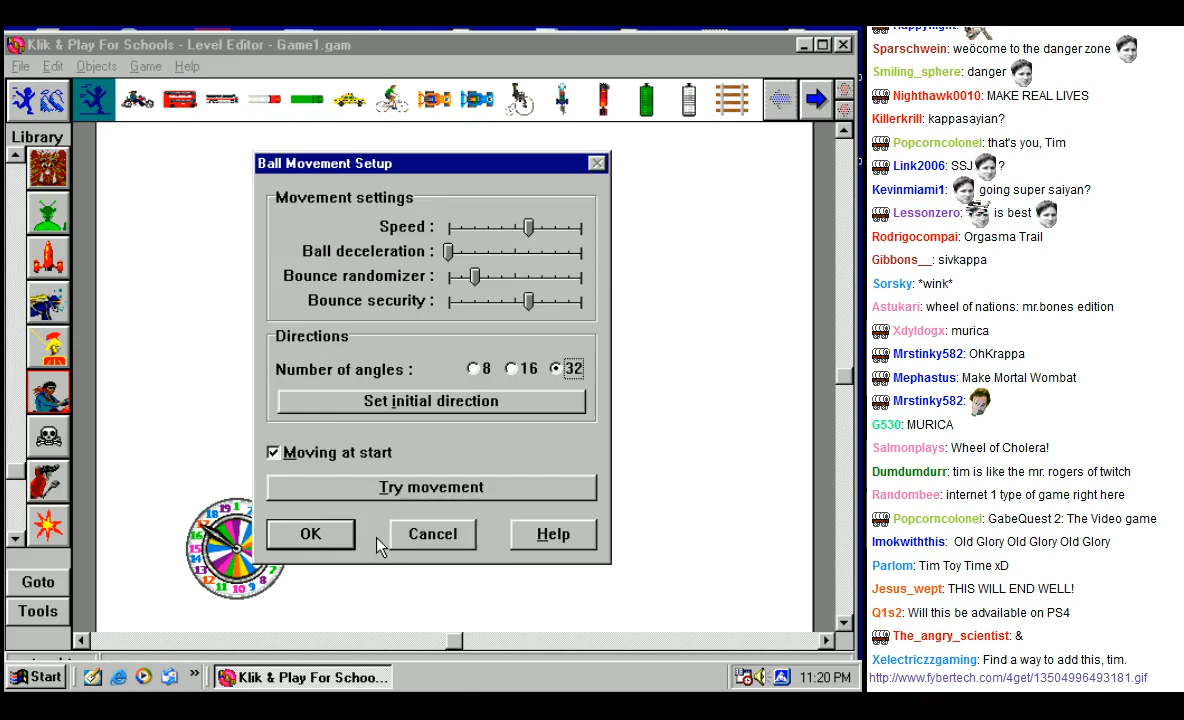 Klik & Play For Schools - Level Editor - Game1.gam
File Edit Objects Game Help
Library
Ball Movement Setup
Movement settings
Speed :
Ball deceleration :
Bounce randomizer :
Bounce security :
Directions
Number of angles : 8 16 32
Set initial direction
Moving at start
Try movement
OK Cancel Help
Goto
Tools
Start
Klik & Play For Schoo...
11:20 PM
Sparschwein: weöcome to the danger zone
Smiling_sphere: danger
Nighthawk0010: MAKE REAL LIVES
Killerkrill: kappasayian?
Popcorncolonel: that's you, Tim
Link2006: SSJ ?
Kevinmiami1: going super saiyan?
Lessonzero: is best
Rodrigocompai: Orgasma Trail
Gibbons__: sivkappa
Sorsky: *wink*
Astukari: wheel of nations: mr.bones edition
Xdyldogx: murica
Mrstinky582: OhKrappa
Mephastus: Make Mortal Wombat
Mrstinky582:
G530: MURICA
Salmonplays: Wheel of Cholera!
Dumdumdurr: tim is like the mr. rogers of twitch
Randombee: internet 1 type of game right here
Popcorncolonel: GabeQuest 2: The Video game
Imokwiththis: Old Glory Old Glory Old Glory
Parlom: Tim Toy Time xD
Jesus_wept: THIS WILL END WELL!
Q1s2: Will this be advailable on PS4
The_angry_scientist: &
Xelectriczzgaming: Find a way to add this, tim.
http://www.fybertech.com/4get/13504996493181.gif